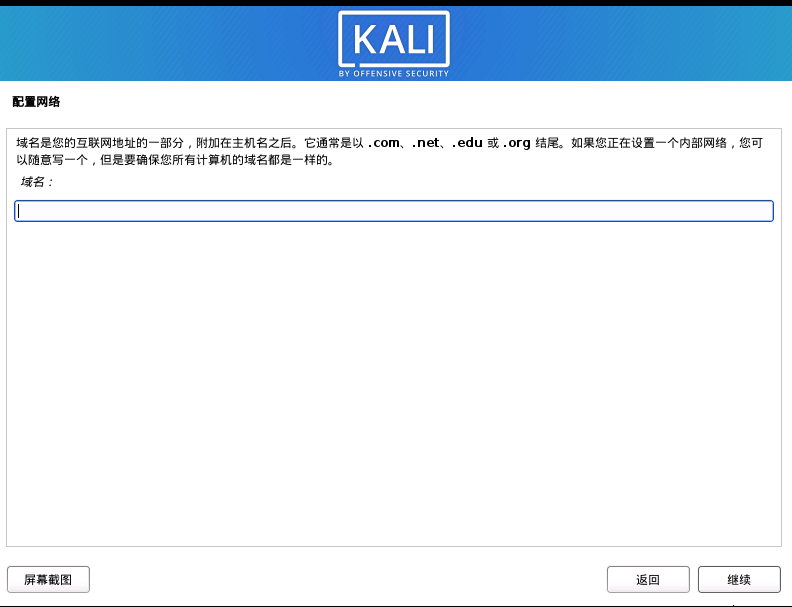 KALI
BY OFFENSIVE SECURITY
配置网络
域名是您的互联网地址的一部分，附加在主机名之后。它通常是以 .com、.net、.edu 或 .org 结尾。如果您正在设置一个内部网络，您可
以随意写一个，但是要确保您所有计算机的域名都是一样的。
域名：
屏幕截图
返回
继续